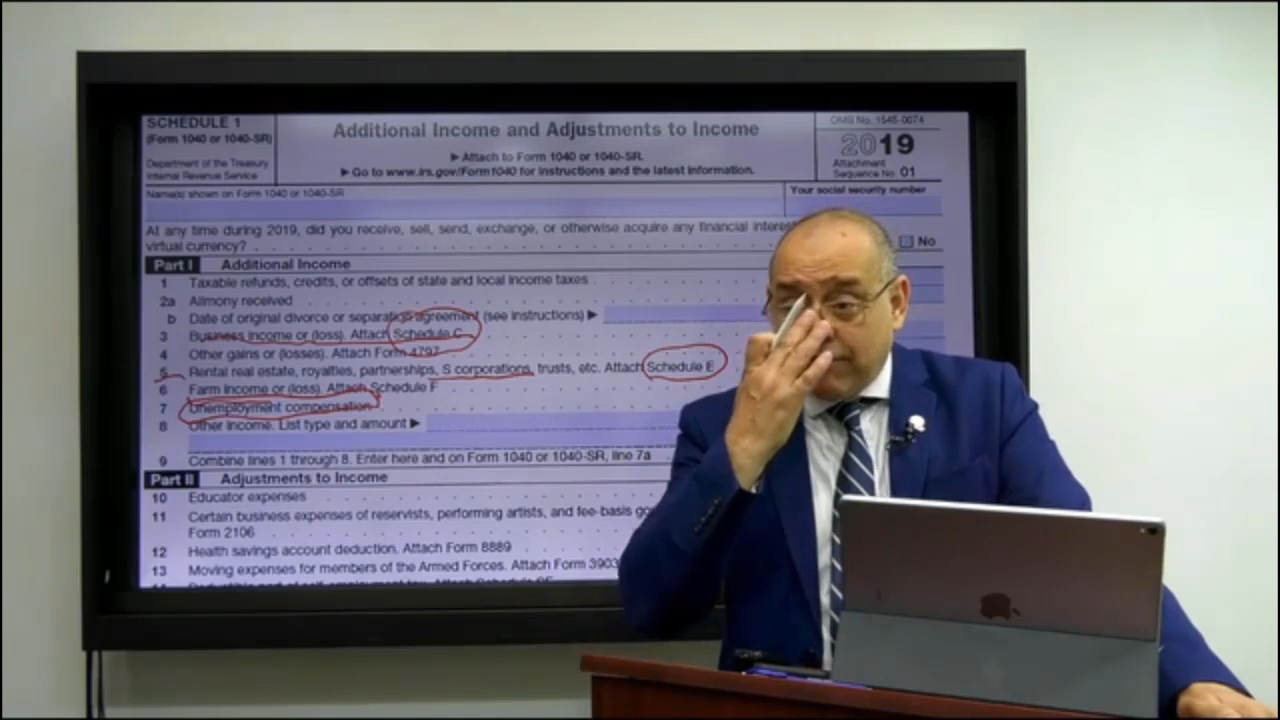 SCHEDULE 1
(Form 1040 or 1040-SR)
Department of the Treasury
Internal Revenue Service
Additional Income and Adjustments to Income
▶ Attach to Form 1040 or 1040-SR.
▶ Go to www.irs.gov/Form1040 for instructions and the latest information.
OMB No. 1545-0074
2019
Attachment
Sequence No. 01
Name(s) shown on Form 1040 or 1040-SR
Your social security number
At any time during 2019, did you receive, sell, send, exchange, or otherwise acquire any financial
virtual currency? No
Part I Additional Income
1 Taxable refunds, credits, or offsets of state and local income taxes
2a Alimony received
b Date of original divorce or separation agreement (see instructions) ▶
3 Business income or (loss). Attach Schedule C
4 Other gains or (losses). Attach Form 4797
5 Rental real estate, royalties, partnerships, S corporations, trusts, etc. Attach Schedule E
6 Farm income or (loss). Attach Schedule F
7 Unemployment compensation
8 Other income. List type and amount ▶
9 Combine lines 1 through 8. Enter here and on Form 1040 or 1040-SR, line 7a
Part II Adjustments to Income
10 Educator expenses
11 Certain business expenses of reservists, performing artists, and fee-basis
Form 2106
12 Health savings account deduction. Attach Form 8889
13 Moving expenses for members of the Armed Forces. Attach Form 3903